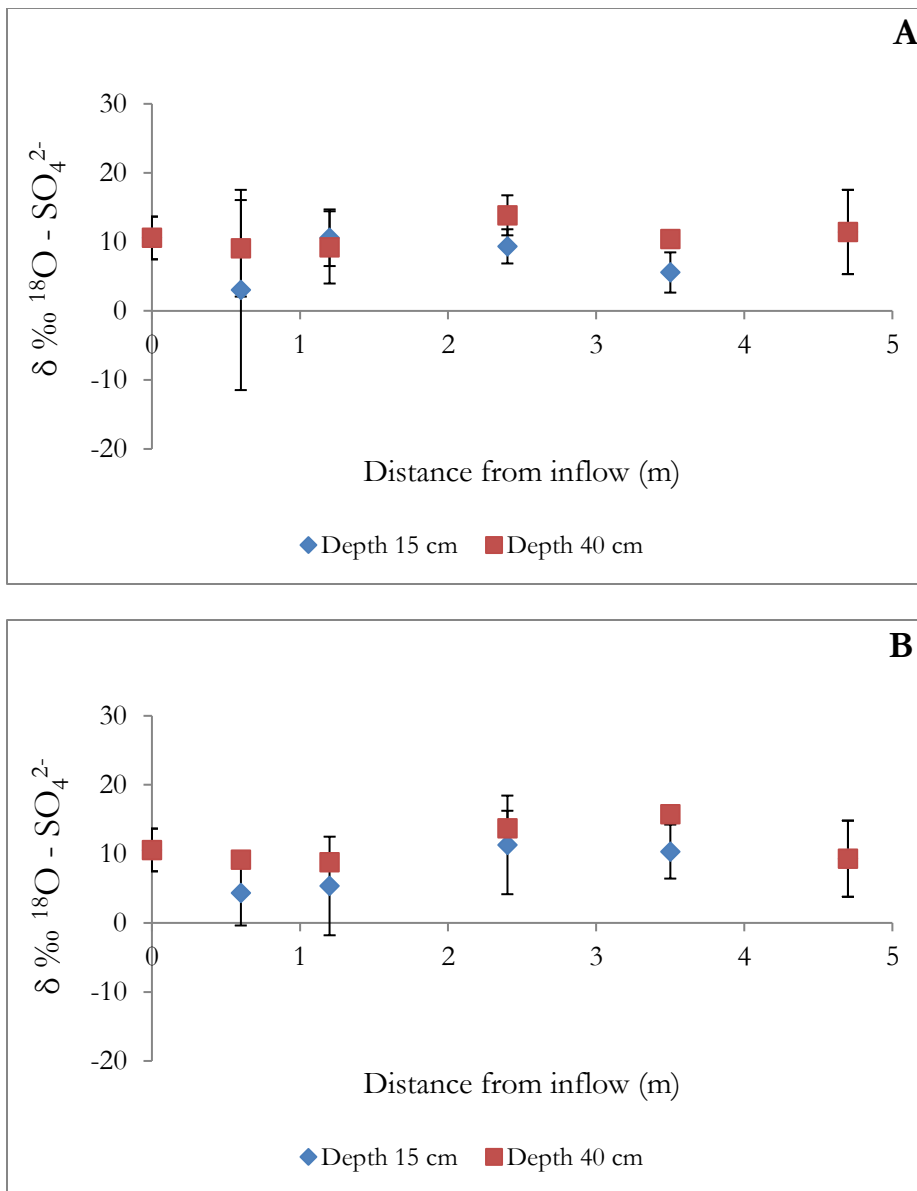 A
30
20
10
0
-10
-20
0 1 2 3 4 5
δ ‰ ¹⁸O - SO₄²⁻
Distance from inflow (m)
Depth 15 cm Depth 40 cm
B
30
20
10
0
-10
-20
0 1 2 3 4 5
δ ‰ ¹⁸O - SO₄²⁻
Distance from inflow (m)
Depth 15 cm Depth 40 cm